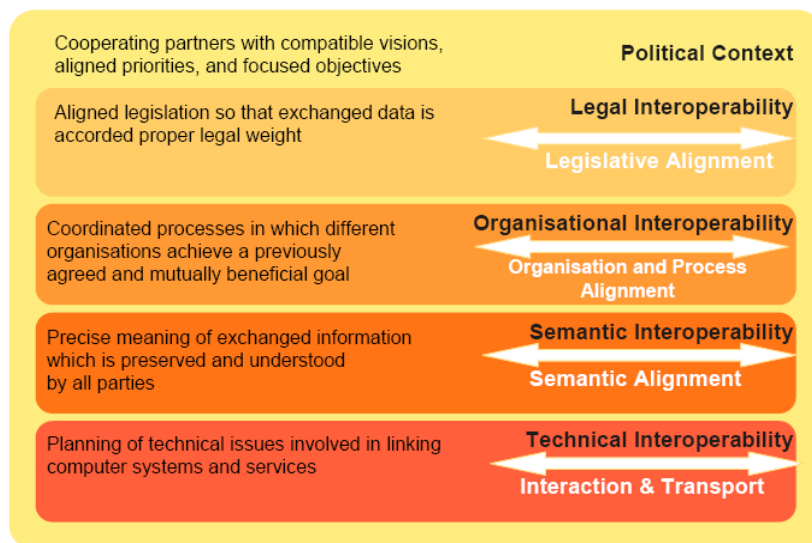 Cooperating partners with compatible visions,
aligned priorities, and focused objectives
Political Context
Aligned legislation so that exchanged data is
accorded proper legal weight
Legal Interoperability
Legislative Alignment
Coordinated processes in which different
organisations achieve a previously
agreed and mutually beneficial goal
Organisational Interoperability
Organisation and Process
Alignment
Precise meaning of exchanged information
which is preserved and understood
by all parties
Semantic Interoperability
Semantic Alignment
Planning of technical issues involved in linking
computer systems and services
Technical Interoperability
Interaction & Transport